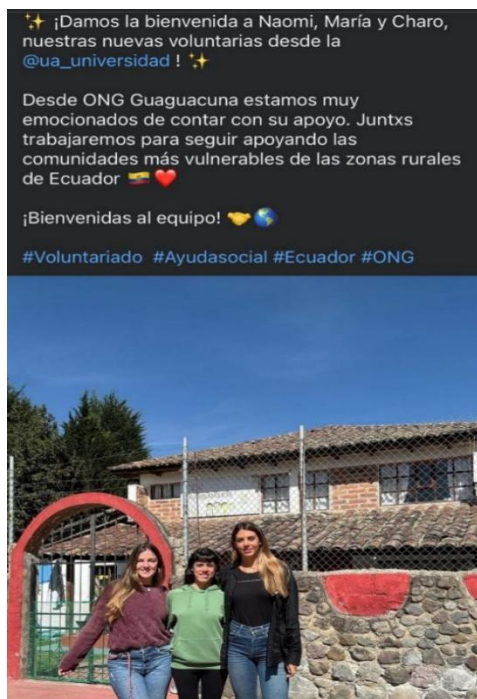 ✨ ¡Damos la bienvenida a Naomi, María y Charo,
nuestras nuevas voluntarias desde la
@ua_universidad ! ✨
Desde ONG Guaguacuna estamos muy
emocionados de contar con su apoyo. Juntxs
trabajaremos para seguir apoyando las
comunidades más vulnerables de las zonas rurales
de Ecuador 🇪🇨 ❤️
¡Bienvenidas al equipo! 🤝 🌎
#Voluntariado #Ayudasocial #Ecuador #ONG